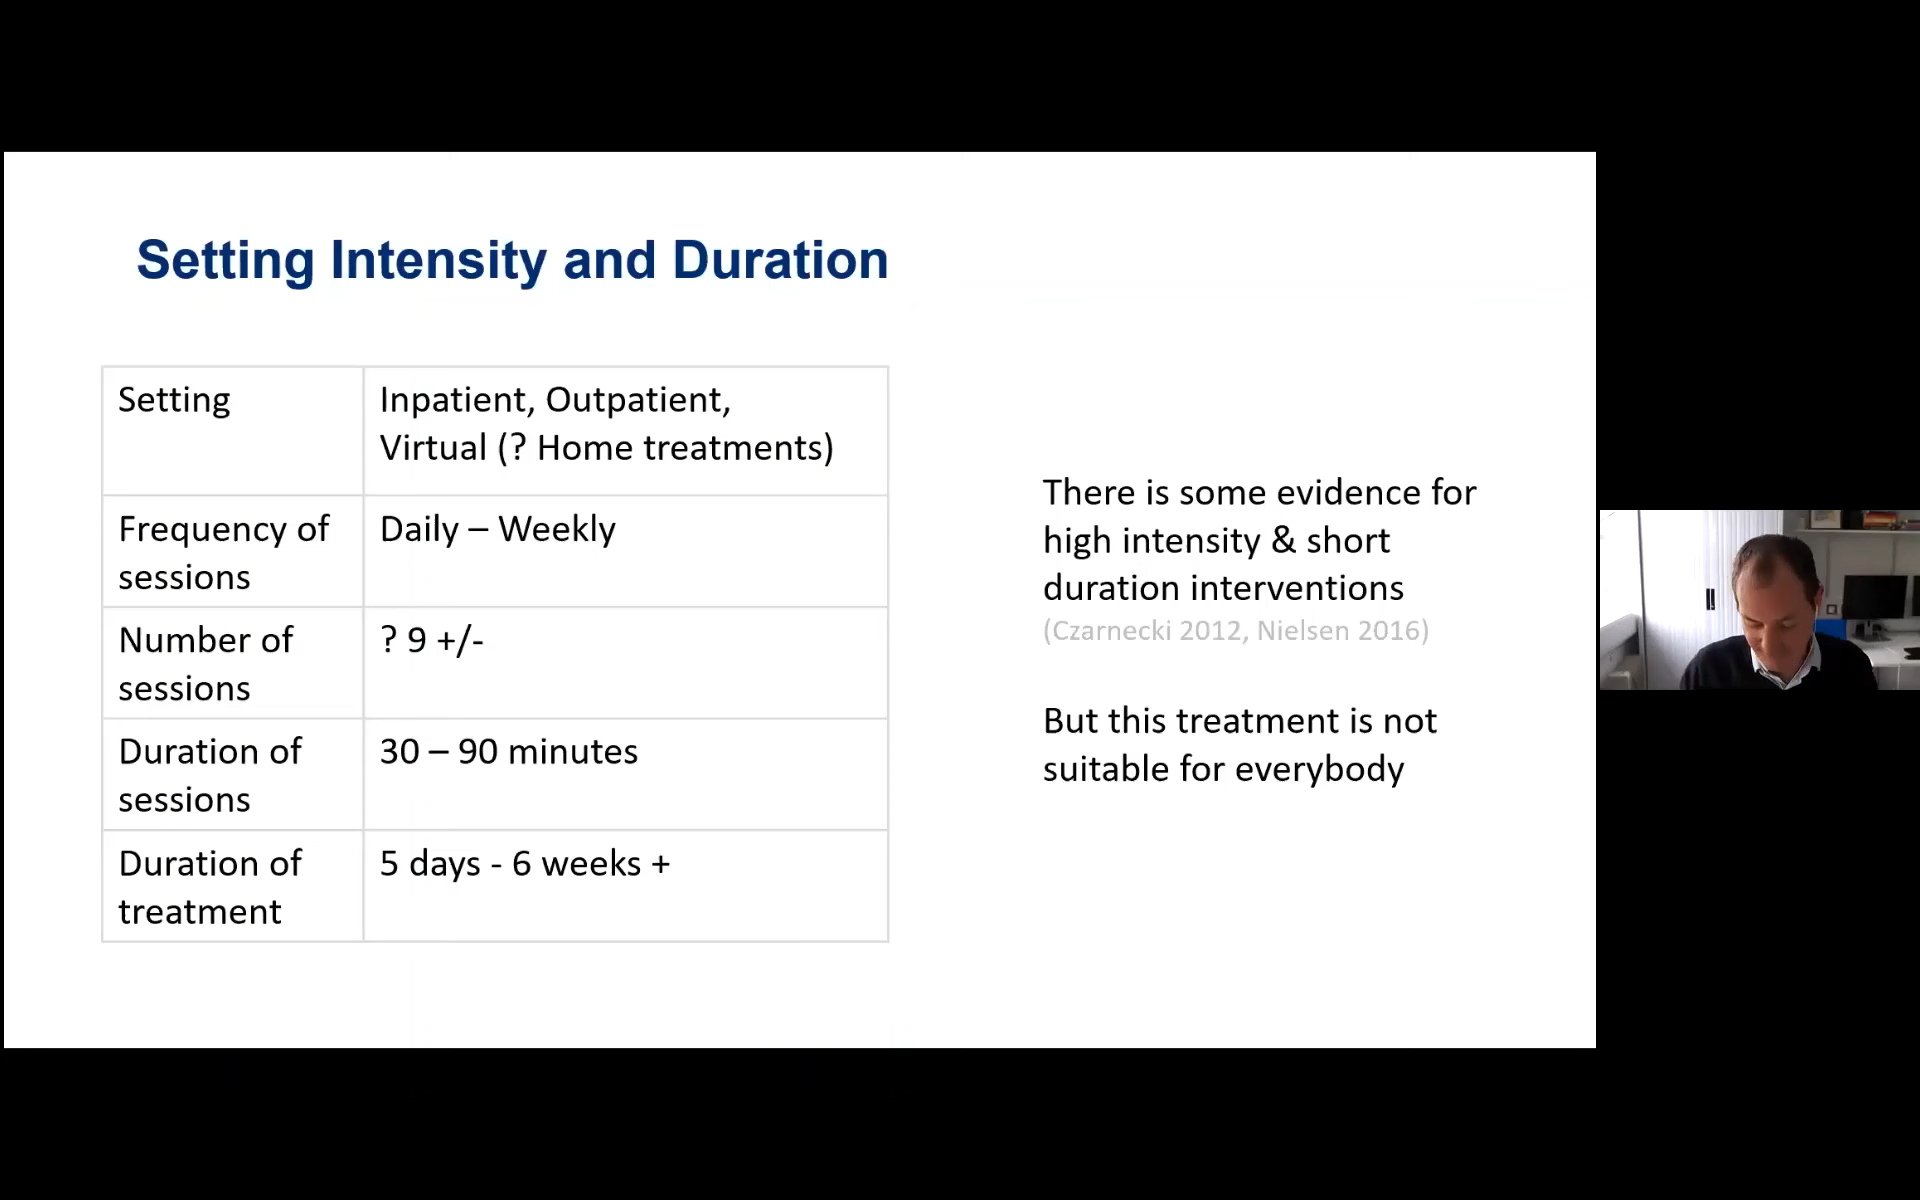 Setting Intensity and Duration
Setting
Inpatient, Outpatient,
Virtual (? Home treatments)
Frequency of
sessions
Daily – Weekly
Number of
sessions
? 9 +/-
Duration of
sessions
30 – 90 minutes
Duration of
treatment
5 days - 6 weeks +
There is some evidence for
high intensity & short
duration interventions
(Czarnecki 2012, Nielsen 2016)
But this treatment is not
suitable for everybody